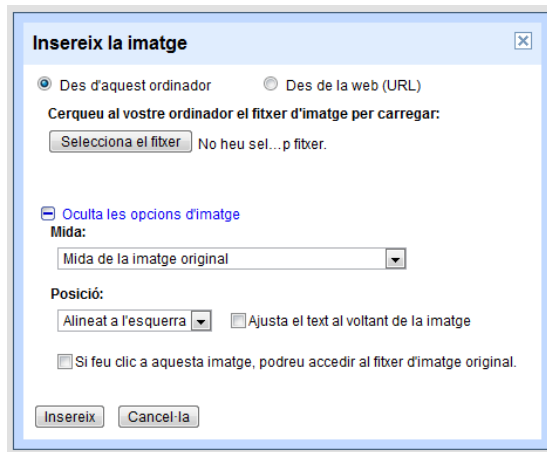 Insereix la imatge
Des d'aquest ordinador Des de la web (URL)
Cerqueu al vostre ordinador el fitxer d'imatge per carregar:
Selecciona el fitxer No heu sel...p fitxer.
Oculta les opcions d'imatge
Mida:
Mida de la imatge original
Posició:
Alineat a l'esquerra Ajusta el text al voltant de la imatge
Si feu clic a aquesta imatge, podreu accedir al fitxer d'imatge original.
Insereix Cancel·la